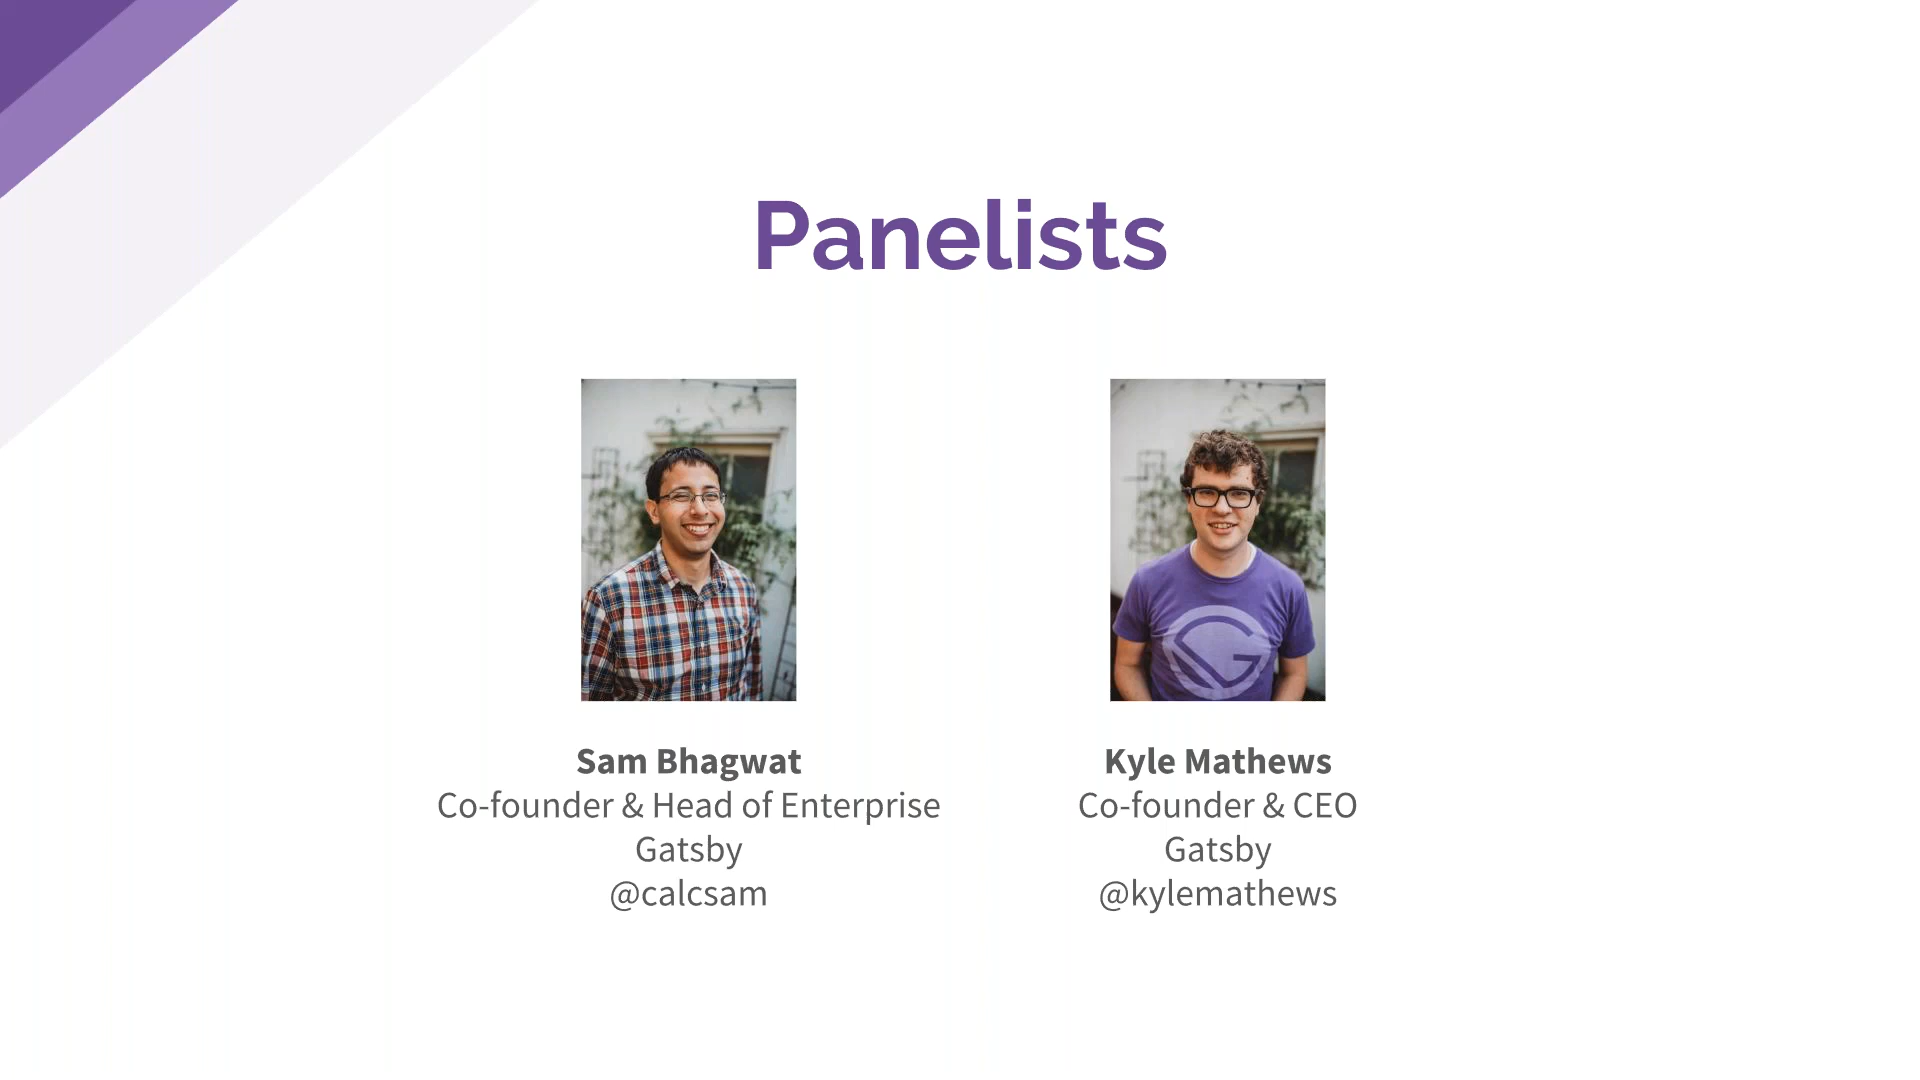 Panelists
Sam Bhagwat
Co-founder & Head of Enterprise
Gatsby
@calcsam
Kyle Mathews
Co-founder & CEO
Gatsby
@kylemathews